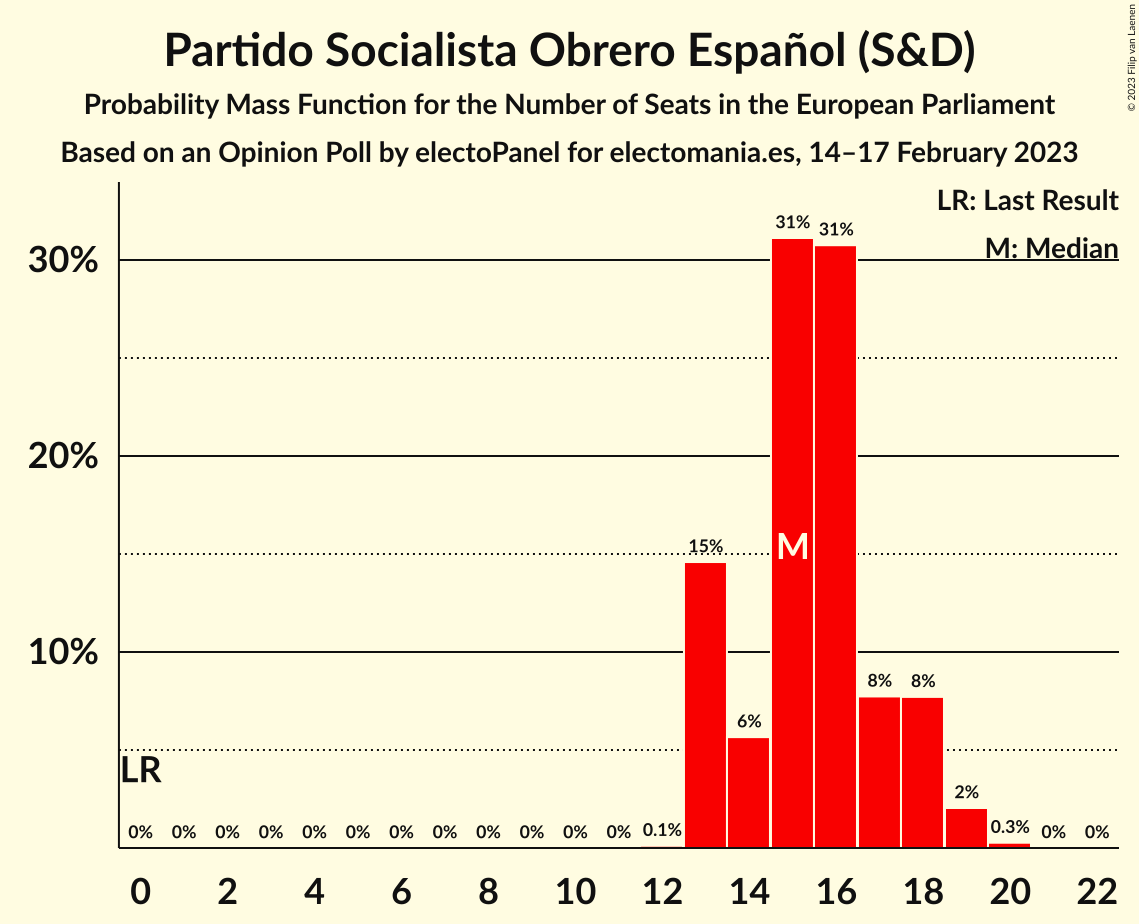 Partido Socialista Obrero Español (S&D)
Probability Mass Function for the Number of Seats in the European Parliament
Based on an Opinion Poll by electoPanel for electomania.es, 14–17 February 2023
© 2023 Filip van Laenen
LR: Last Result
M: Median
30%
20%
10%
31% 31%
M
15%
8% 8%
6%
LR
2%
0% 0% 0% 0% 0% 0% 0% 0% 0% 0% 0% 0% 0.1% 0.3% 0% 0%
0 2 4 6 8 10 12 14 16 18 20 22